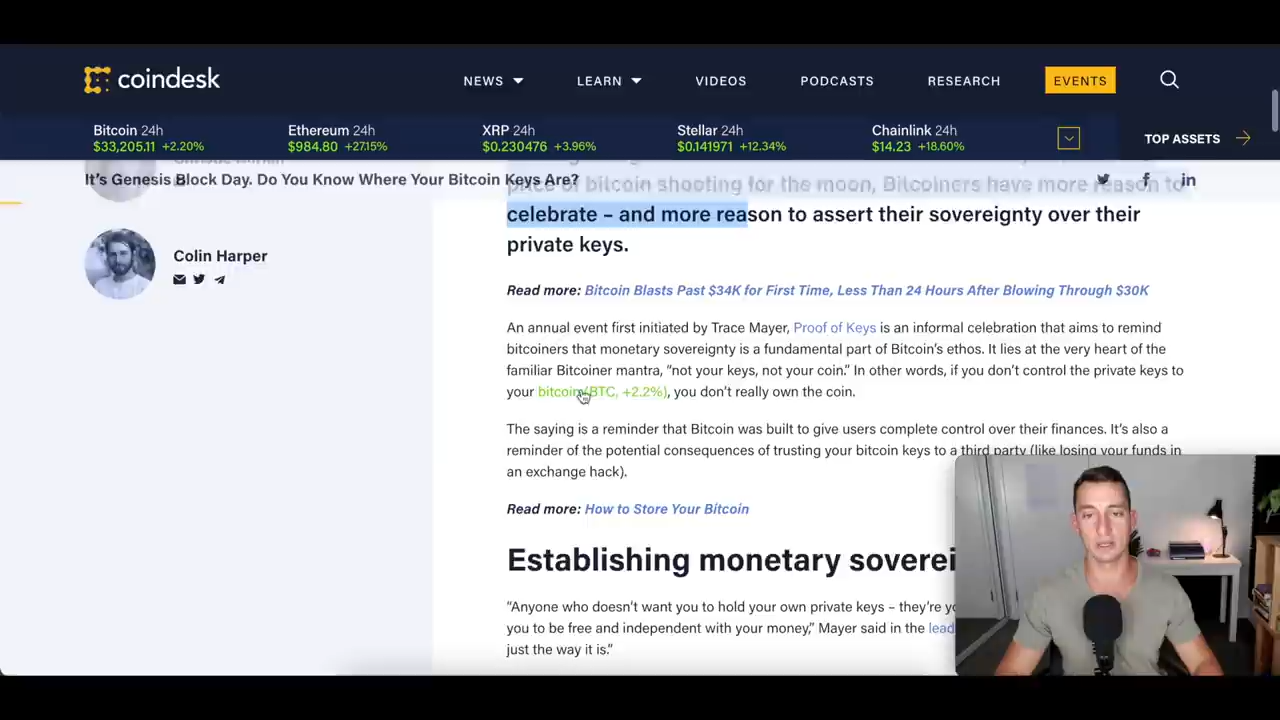 coindesk
NEWS
LEARN
VIDEOS
PODCASTS
RESEARCH
EVENTS
Bitcoin 24h
$33,205.11 +2.20%
Ethereum 24h
$984.80 +27.15%
XRP 24h
$0.230476 +3.96%
Stellar 24h
$0.141971 +12.34%
Chainlink 24h
$14.23 +18.60%
TOP ASSETS
It's Genesis Block Day. Do You Know Where Your Bitcoin Keys Are?
Colin Harper
price of bitcoin shooting for the moon, Bitcoiners have more reason to
celebrate – and more reason to assert their sovereignty over their
private keys.
Read more: Bitcoin Blasts Past $34K for First Time, Less Than 24 Hours After Blowing Through $30K
An annual event first initiated by Trace Mayer, Proof of Keys is an informal celebration that aims to remind
bitcoiners that monetary sovereignty is a fundamental part of Bitcoin's ethos. It lies at the very heart of the
familiar Bitcoiner mantra, "not your keys, not your coin." In other words, if you don't control the private keys to
your bitcoin (BTC, +2.2%), you don't really own the coin.
The saying is a reminder that Bitcoin was built to give users complete control over their finances. It's also a
reminder of the potential consequences of trusting your bitcoin keys to a third party (like losing your funds in
an exchange hack).
Read more: How to Store Your Bitcoin
Establishing monetary soverei
"Anyone who doesn't want you to hold your own private keys – they're yo
you to be free and independent with your money," Mayer said in the lead
just the way it is."